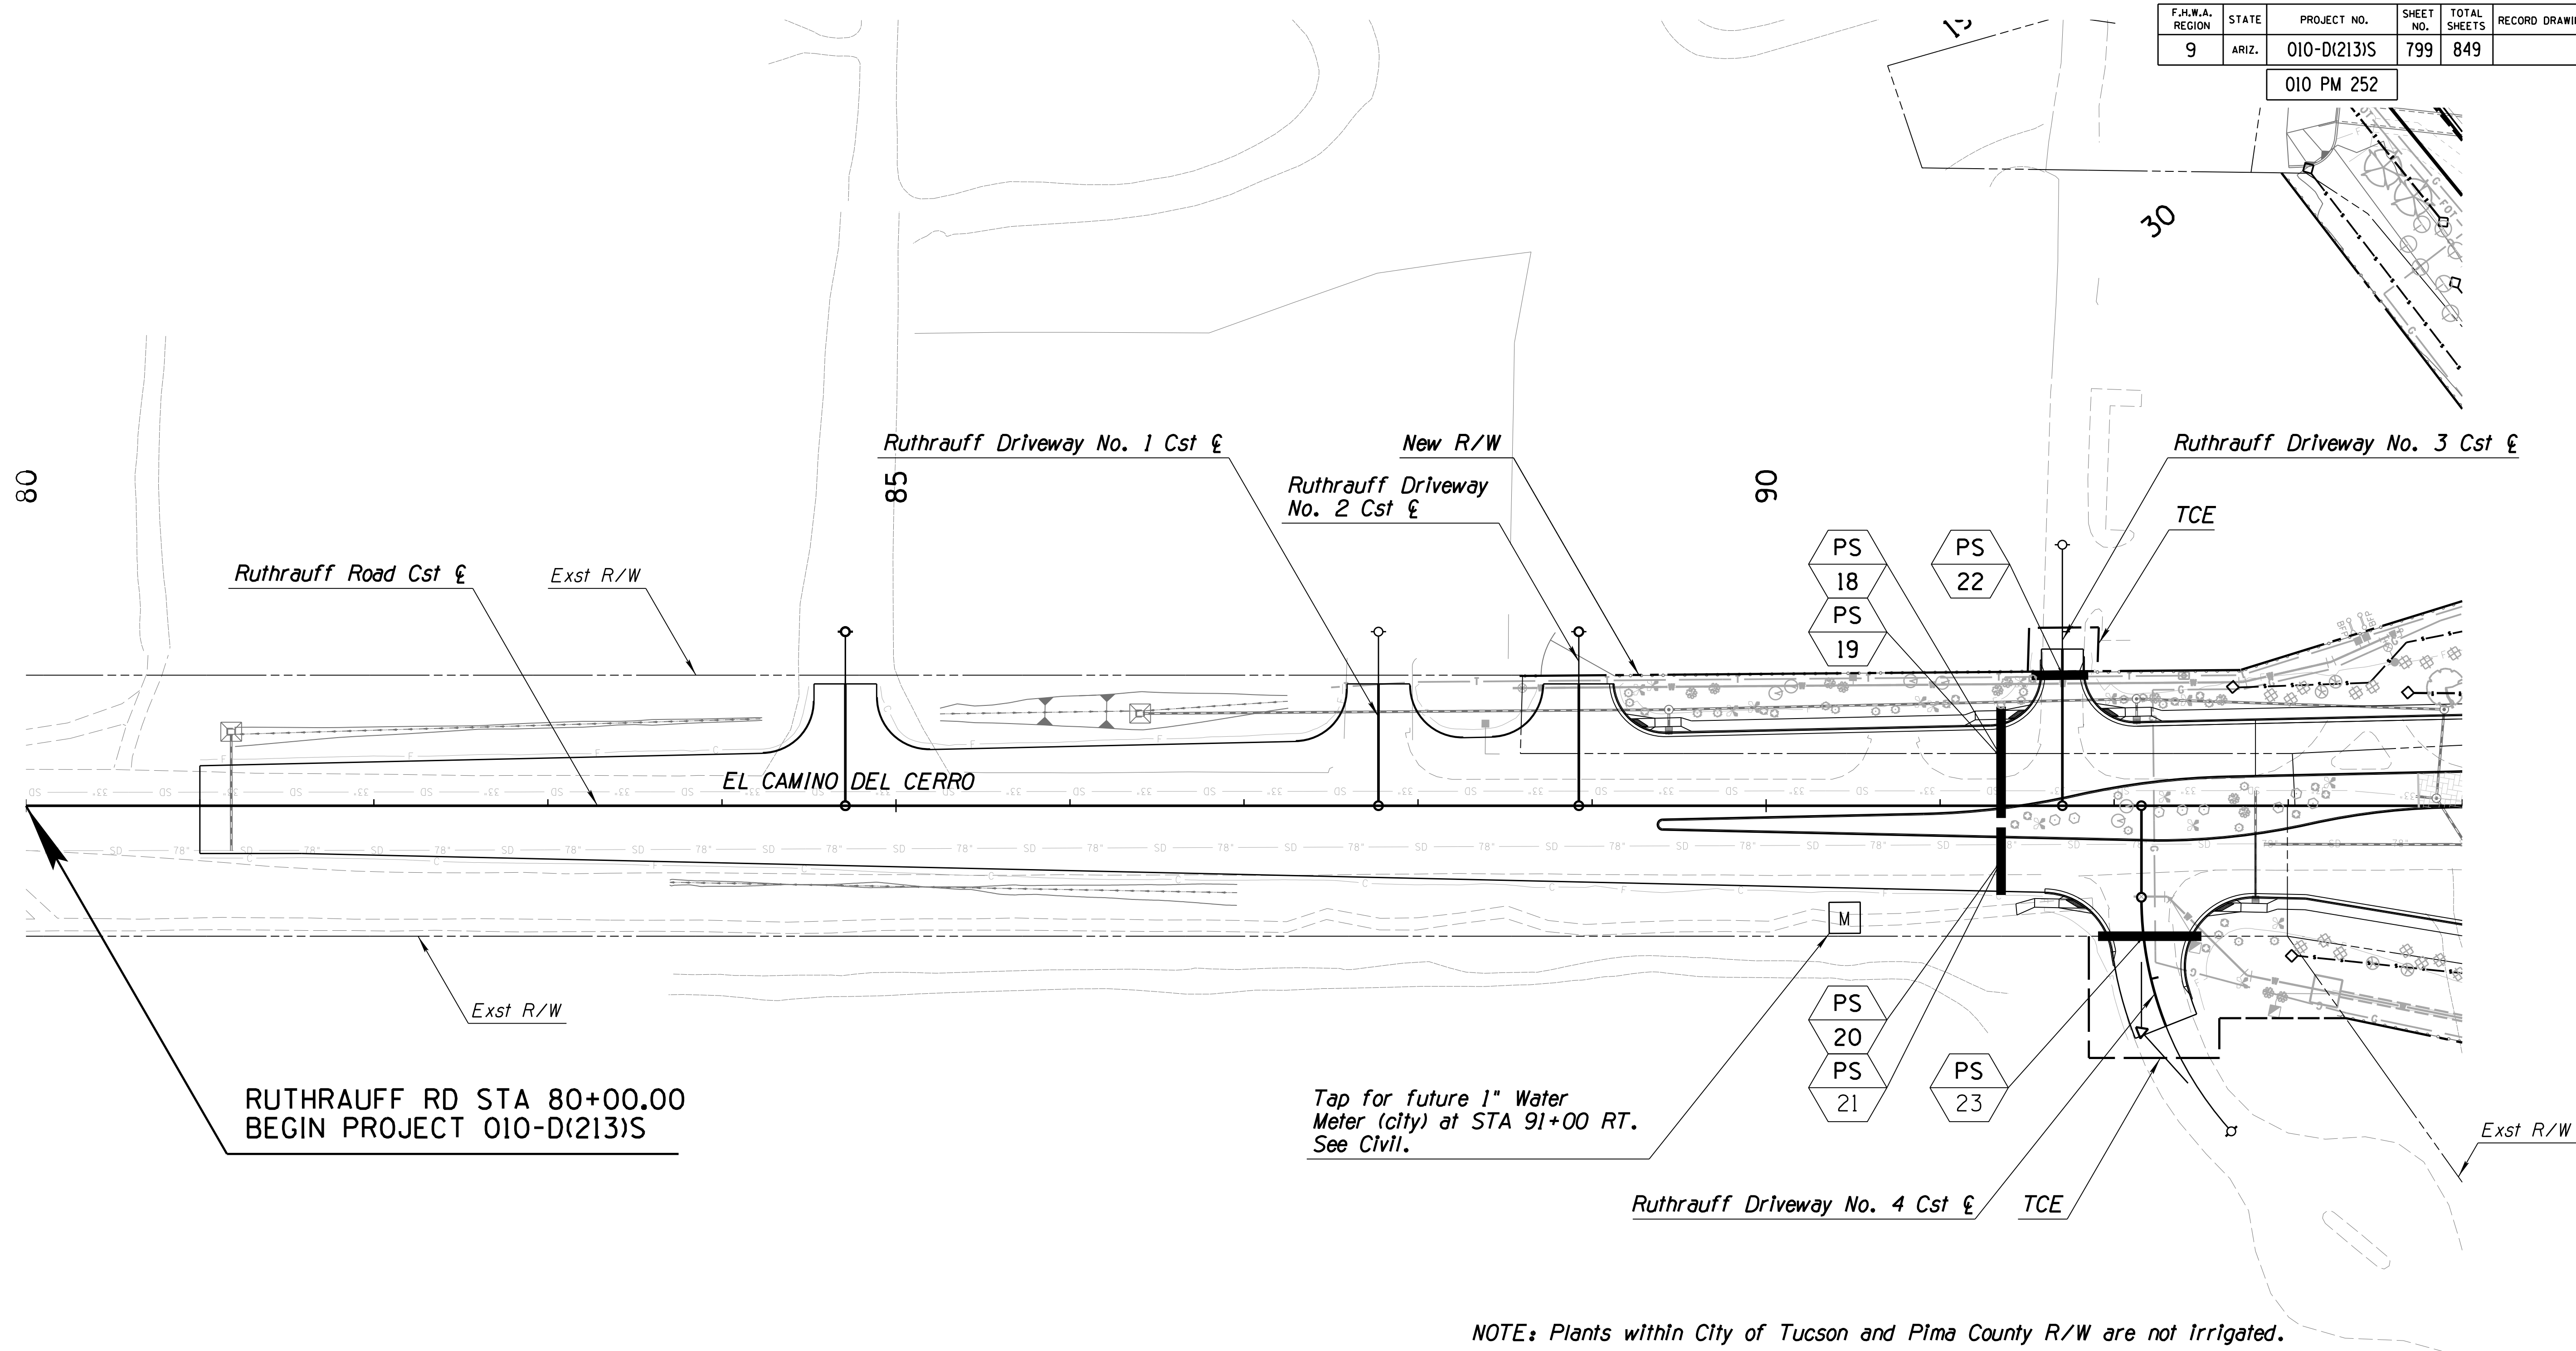 F.H.W.A. REGION
STATE
PROJECT NO.
SHEET NO.
TOTAL SHEETS
RECORD DRAWI
9
ARIZ.
010-D(213)S
799
849
010 PM 252
30
80
85
90
Ruthrauff Driveway No. 1 Cst ℄
New R/W
Ruthrauff Driveway No. 3 Cst ℄
Ruthrauff Driveway
No. 2 Cst ℄
TCE
Ruthrauff Road Cst ℄
Exst R/W
PS
18
PS
19
PS
22
EL CAMINO DEL CERRO
M
Exst R/W
PS
20
PS
21
PS
23
RUTHRAUFF RD STA 80+00.00
BEGIN PROJECT 010-D(213)S
Tap for future 1" Water
Meter (city) at STA 91+00 RT.
See Civil.
Exst R/W
Ruthrauff Driveway No. 4 Cst ℄
TCE
NOTE: Plants within City of Tucson and Pima County R/W are not irrigated.